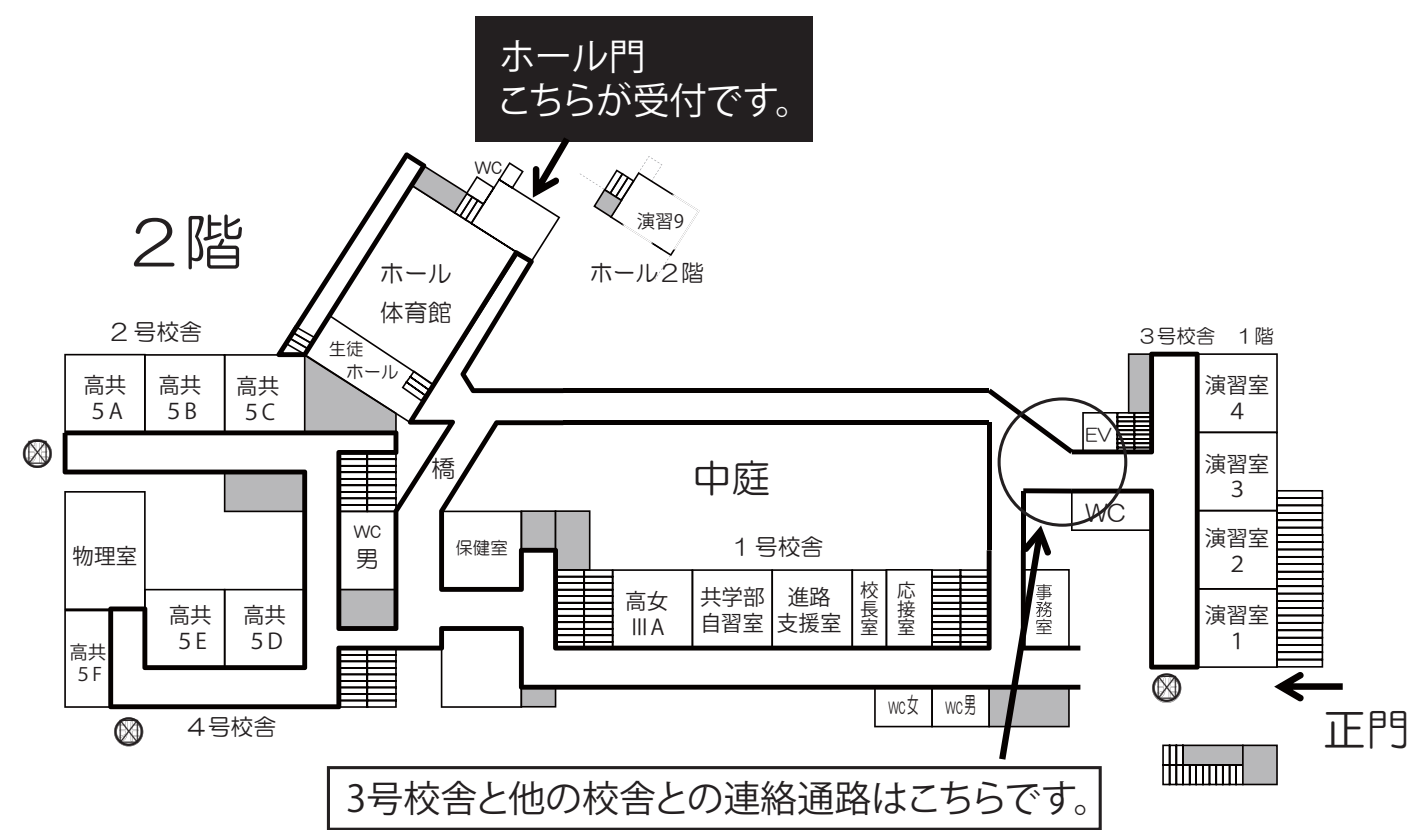 ホール門
こちらが受付です。
WC
演習9
ホール2階
2階
ホール
体育館
生徒
ホール
2号校舎
3号校舎 1階
高共
5A
高共
5B
高共
5C
演習室
4
EV
橋
中庭
演習室
3
WC
物理室
WC
男
保健室
1号校舎
演習室
2
高共
5E
高共
5D
高女
ⅢA
共学部
自習室
進路
支援室
校長室
応接室
事務室
演習室
1
高共
5F
4号校舎
WC女
WC男
正門
3号校舎と他の校舎との連絡通路はこちらです。